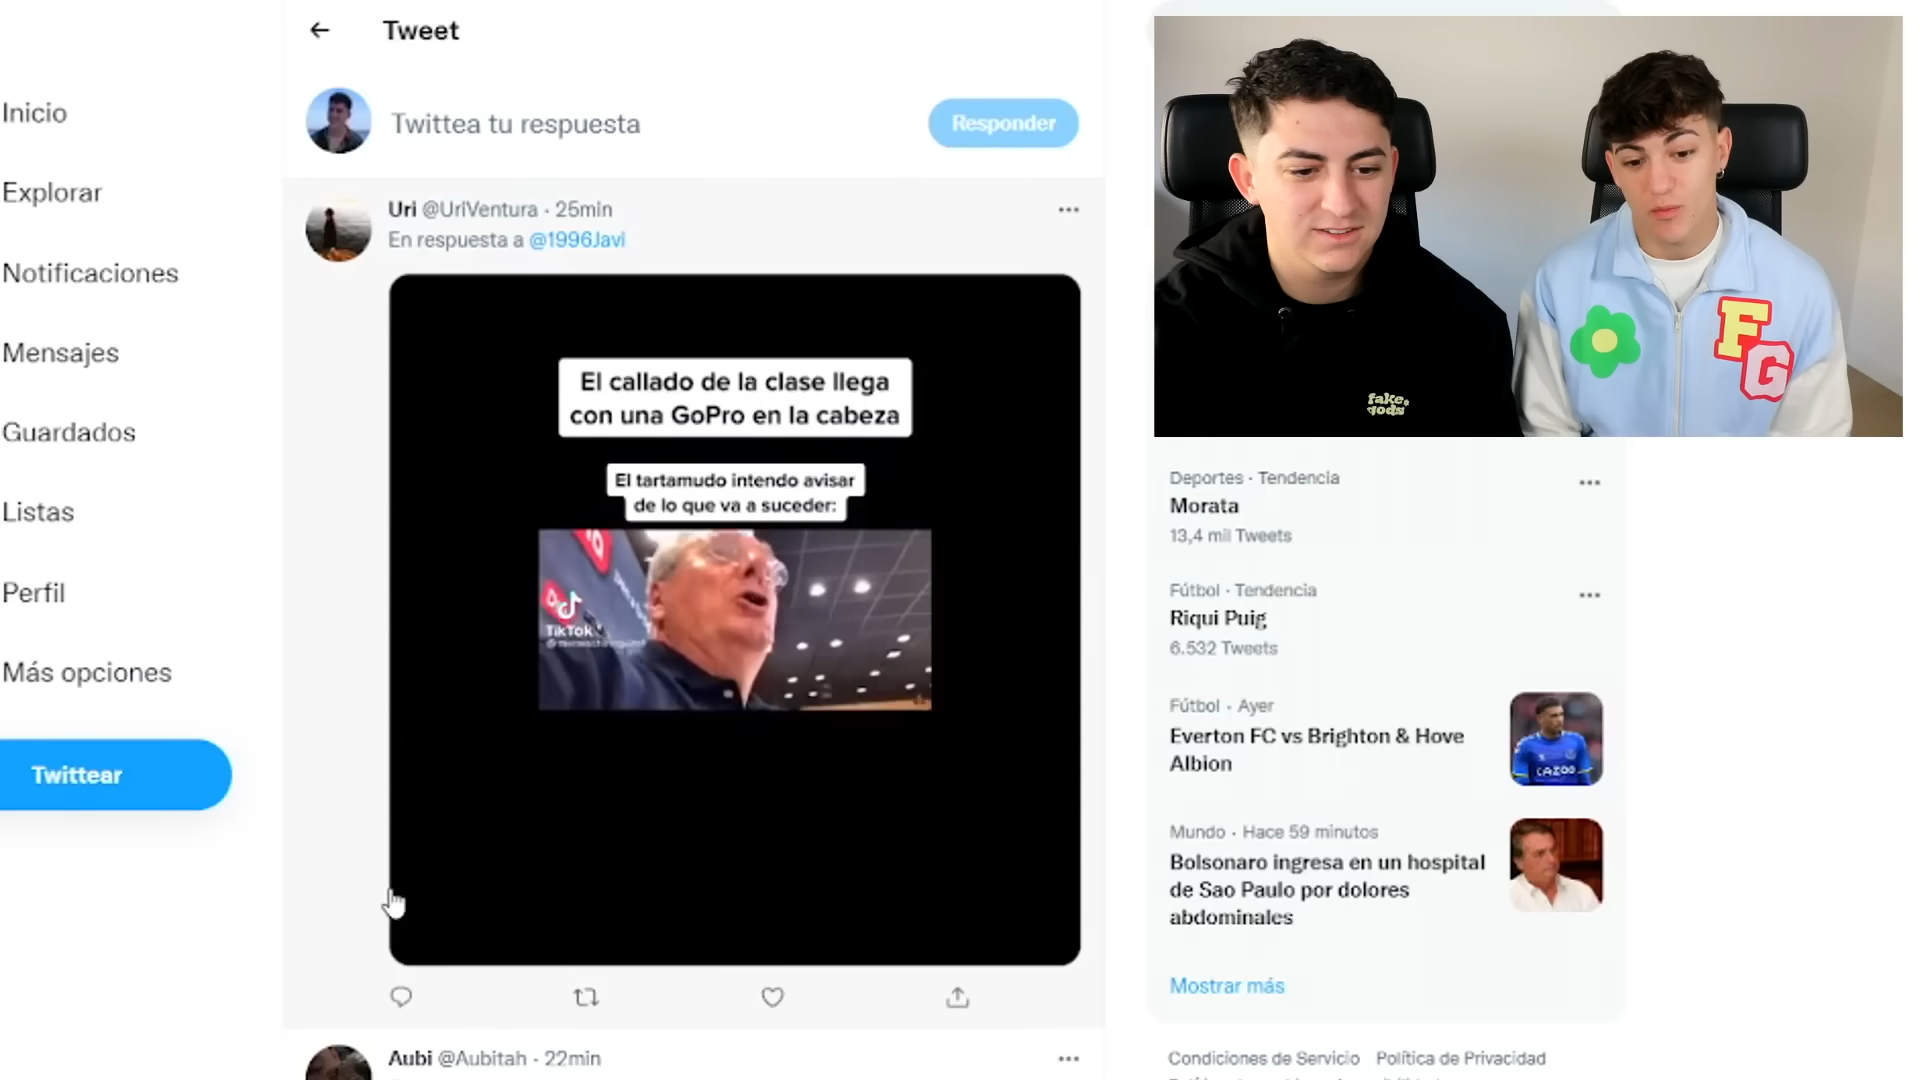 Tweet
Inicio
Explorar
Notificaciones
Mensajes
Guardados
Listas
Perfil
Más opciones
Twittear
Twittea tu respuesta
Responder
Uri @UriVentura · 25min
En respuesta a @1996Javi
El callado de la clase llega
con una GoPro en la cabeza
El tartamudo intendo avisar
de lo que va a suceder:
TikTok
Aubi @Aubitah · 22min
fake
gods
F
G
Deportes · Tendencia
Morata
13,4 mil Tweets
Fútbol · Tendencia
Riqui Puig
6.532 Tweets
Fútbol · Ayer
Everton FC vs Brighton & Hove
Albion
CAZOO
Mundo · Hace 59 minutos
Bolsonaro ingresa en un hospital
de Sao Paulo por dolores
abdominales
Mostrar más
Condiciones de Servicio Política de Privacidad